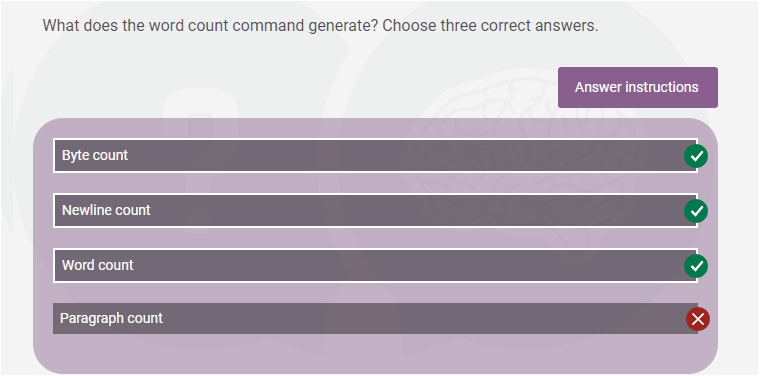 What does the word count command generate? Choose three correct answers.
Answer instructions
Byte count
Newline count
Word count
Paragraph count